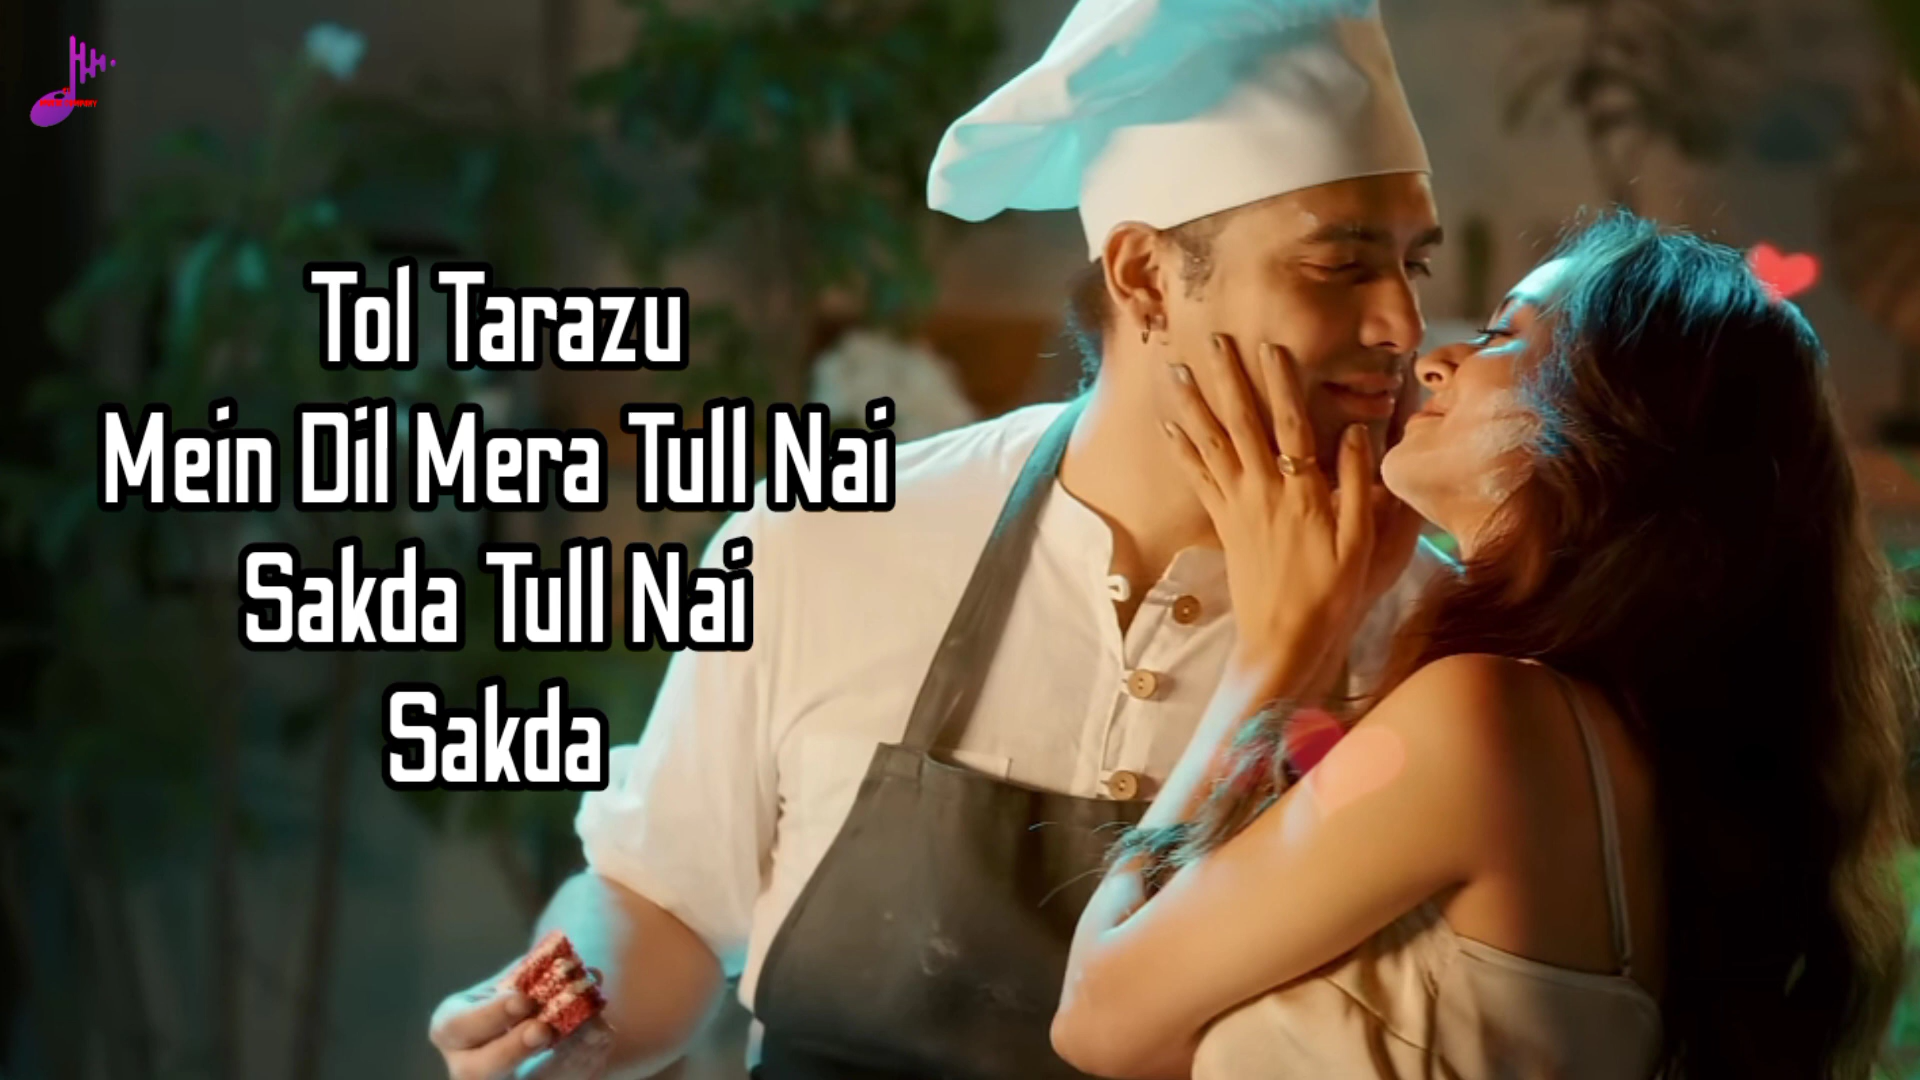 Tol Tarazu
Mein Dil Mera Tull Nai
Sakda Tull Nai
Sakda